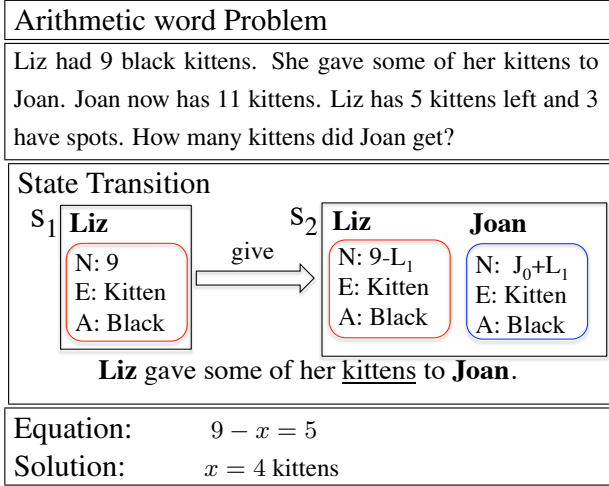 Arithmetic word Problem
Liz had 9 black kittens. She gave some of her kittens to
Joan. Joan now has 11 kittens. Liz has 5 kittens left and 3
have spots. How many kittens did Joan get?
State Transition
S₁ Liz
N: 9
E: Kitten
A: Black
give
S₂ Liz
N: 9-L₁
E: Kitten
A: Black
Joan
N: J₀+L₁
E: Kitten
A: Black
Liz gave some of her kittens to Joan.
Equation: 9 − x = 5
Solution: x = 4 kittens